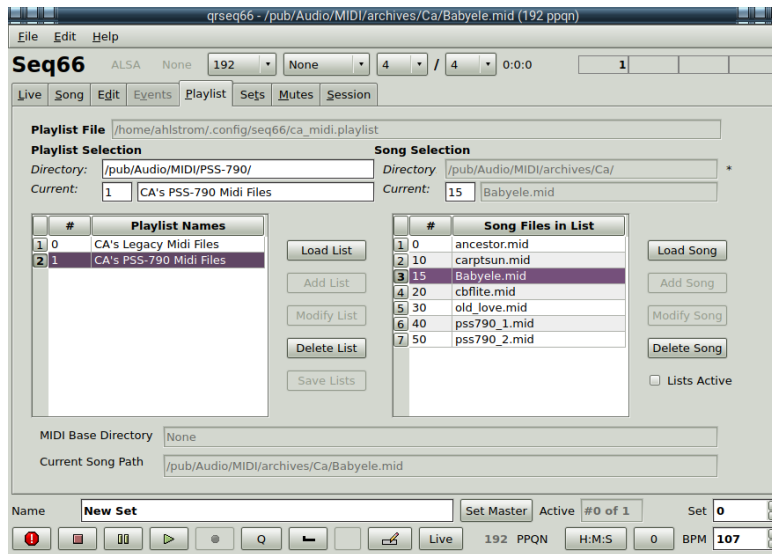 qrseq66 - /pub/Audio/MIDI/archives/Ca/Babyele.mid (192 ppqn)
File Edit Help
Seq66 ALSA None 192 None 4 / 4 0:0:0 1
Live Song Edit Events Playlist Sets Mutes Session
Playlist File /home/ahlstrom/.config/seq66/ca_midi.playlist
Playlist Selection Song Selection
Directory: /pub/Audio/MIDI/PSS-790/ Directory /pub/Audio/MIDI/archives/Ca/ *
Current: 1 CA's PSS-790 Midi Files Current: 15 Babyele.mid
# Playlist Names # Song Files in List
1 0 CA's Legacy Midi Files Load List 1 0 ancestor.mid Load Song
2 1 CA's PSS-790 Midi Files 2 10 carptsun.mid
3 15 Babyele.mid
Add List 4 20 cbflite.mid Add Song
5 30 old_love.mid
Modify List 6 40 pss790_1.mid Modify Song
7 50 pss790_2.mid
Delete List Delete Song
Save Lists Lists Active
MIDI Base Directory None
Current Song Path /pub/Audio/MIDI/archives/Ca/Babyele.mid
Name New Set Set Master Active #0 of 1 Set 0
Q Live 192 PPQN H:M:S 0 BPM 107